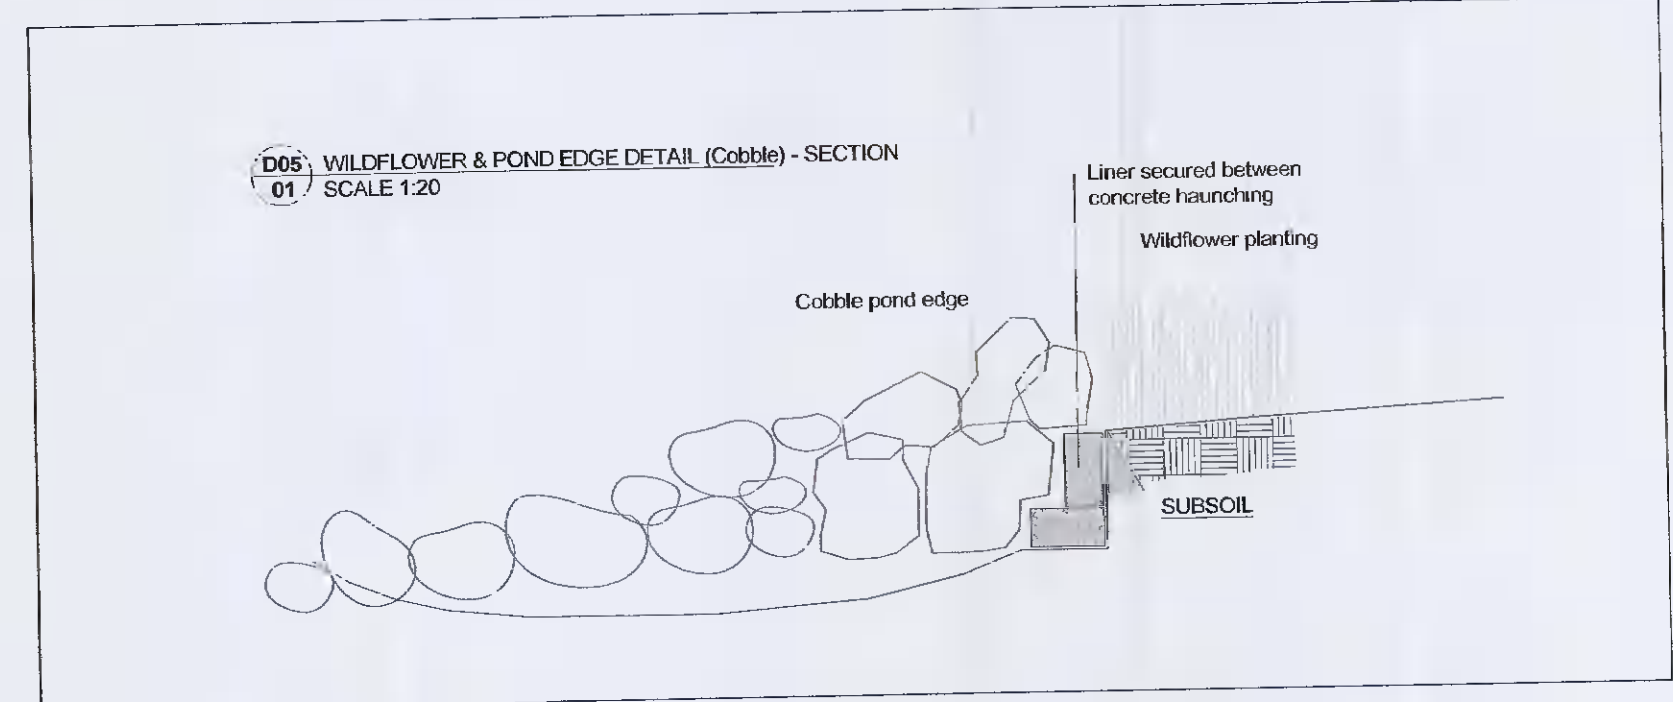 D05
01
WILDFLOWER & POND EDGE DETAIL (Cobble) - SECTION
SCALE 1:20
Liner secured between
concrete haunching
Wildflower planting
Cobble pond edge
SUBSOIL